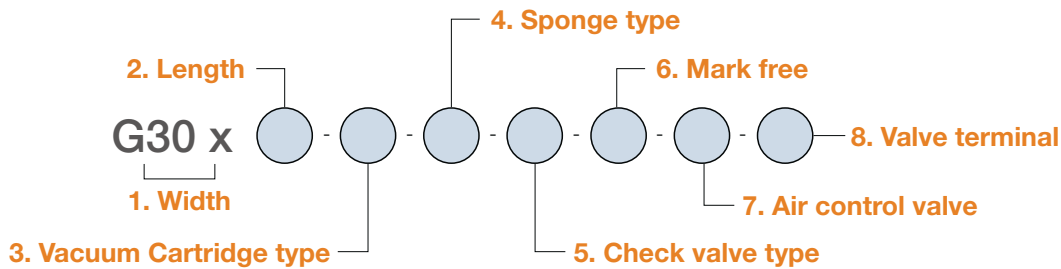 4. Sponge type
2. Length
6. Mark free
G30 x - - - - - -
8. Valve terminal
1. Width
7. Air control valve
3. Vacuum Cartridge type
5. Check valve type